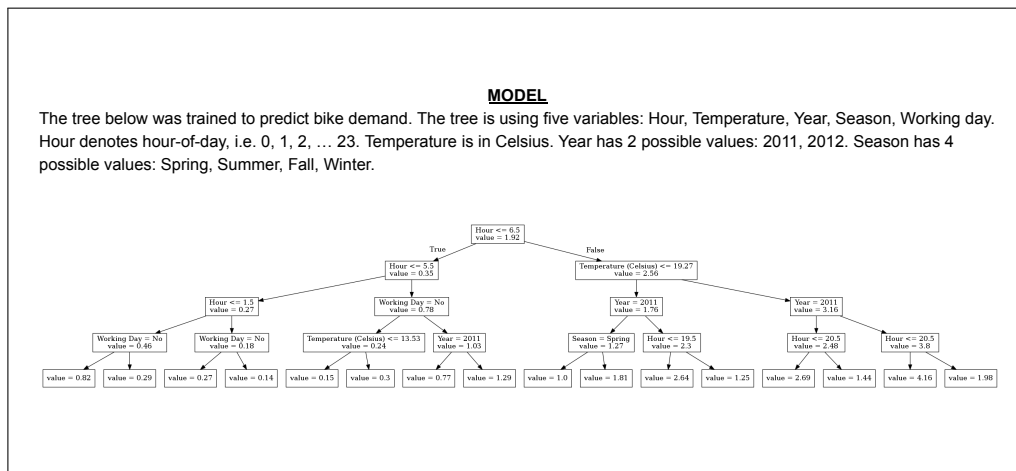 MODEL
The tree below was trained to predict bike demand. The tree is using five variables: Hour, Temperature, Year, Season, Working day.
Hour denotes hour-of-day, i.e. 0, 1, 2, … 23. Temperature is in Celsius. Year has 2 possible values: 2011, 2012. Season has 4
possible values: Spring, Summer, Fall, Winter.
Hour <= 6.5
value = 1.92
True
False
Hour <= 5.5
value = 0.35
Temperature (Celsius) <= 19.27
value = 2.56
Hour <= 1.5
value = 0.27
Working Day = No
value = 0.78
Year = 2011
value = 1.76
Year = 2011
value = 3.16
Working Day = No
value = 0.46
Working Day = No
value = 0.18
Temperature (Celsius) <= 13.53
value = 0.24
Year = 2011
value = 1.03
Season = Spring
value = 1.27
Hour <= 19.5
value = 2.3
Hour <= 20.5
value = 2.48
Hour <= 20.5
value = 3.8
value = 0.82
value = 0.29
value = 0.27
value = 0.14
value = 0.15
value = 0.3
value = 0.77
value = 1.29
value = 1.0
value = 1.81
value = 2.64
value = 1.25
value = 2.69
value = 1.44
value = 4.16
value = 1.98